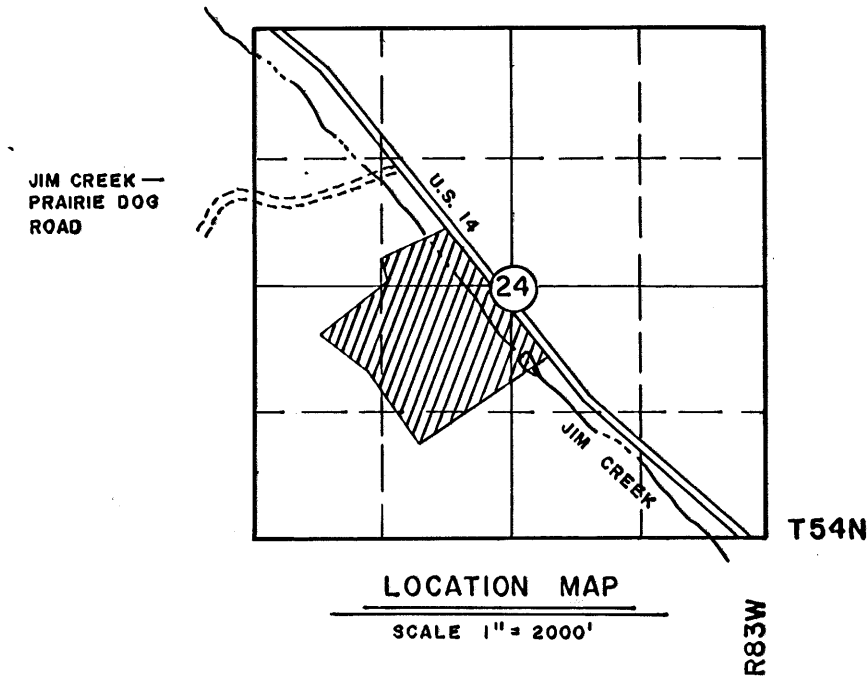 JIM CREEK —
PRAIRIE DOG
ROAD
U.S. 14
24
JIM CREEK
T54N
R83W
LOCATION MAP
SCALE 1" = 2000'